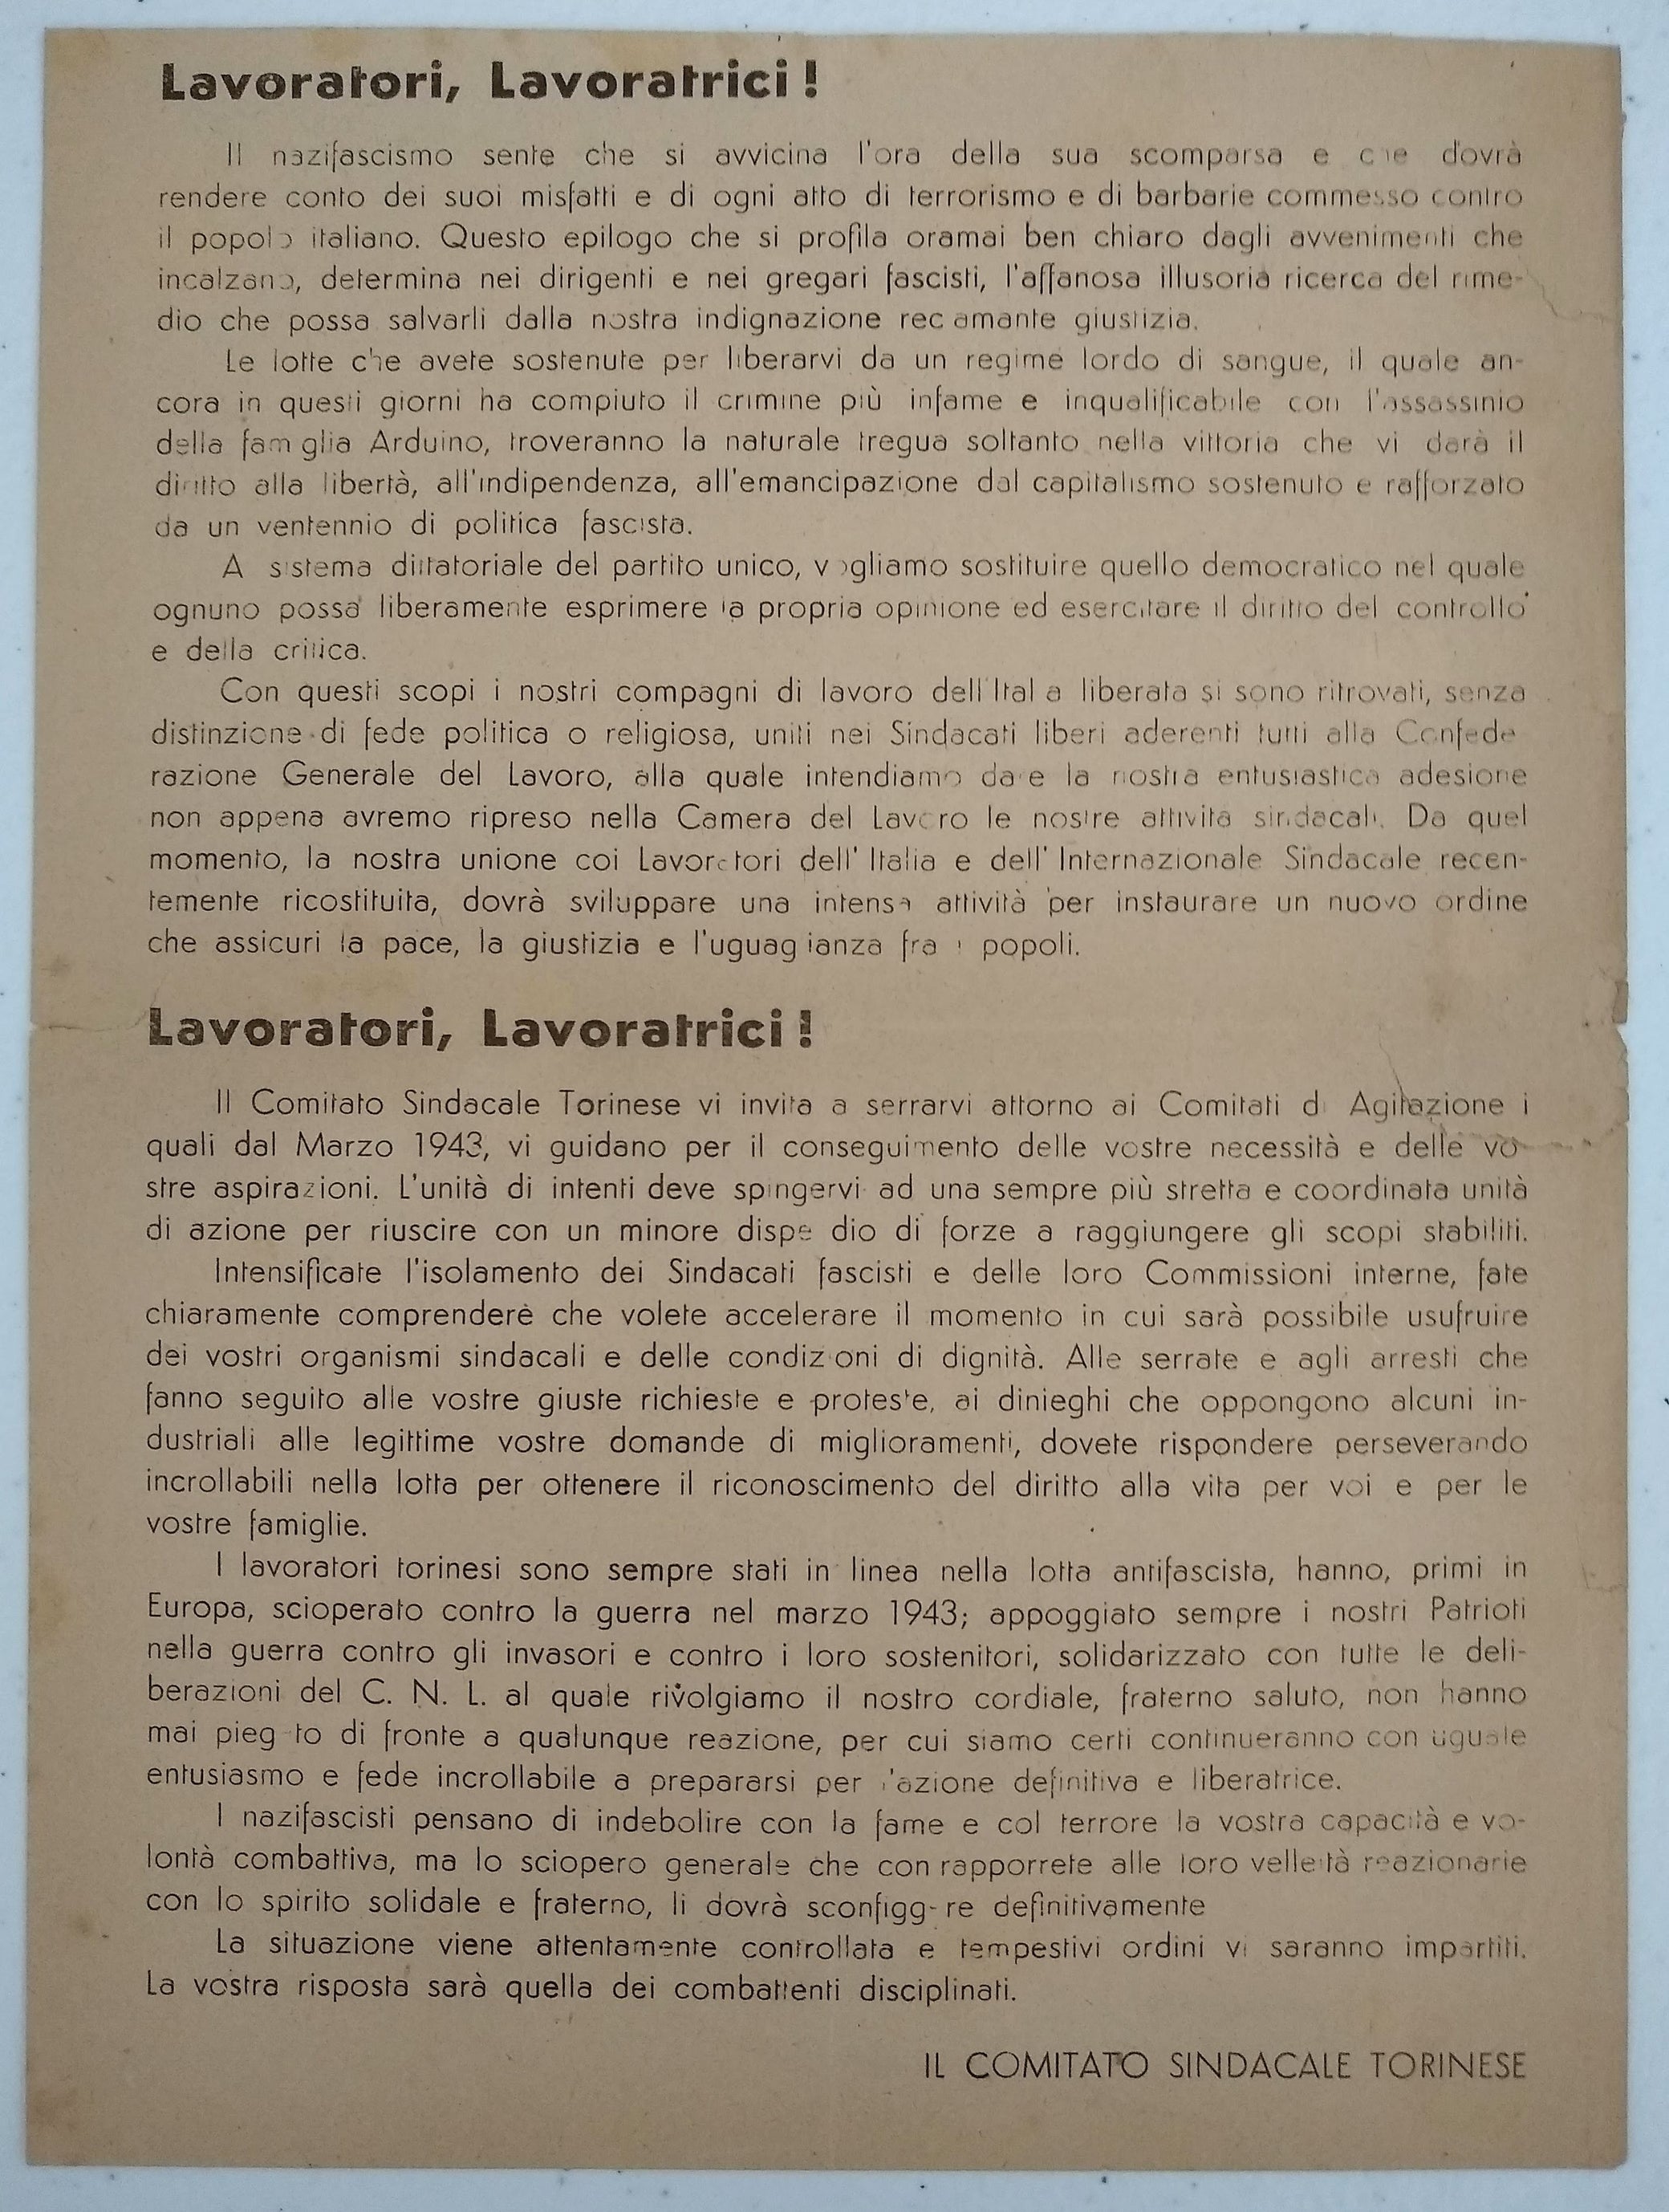 Lavoratori, Lavoratrici!
Il nazifascismo sente che si avvicina l'ora della sua scomparsa e che dovrà
rendere conto dei suoi misfatti e di ogni atto di terrorismo e di barbarie commesso contro
il popolo italiano. Questo epilogo che si profila oramai ben chiaro dagli avvenimenti che
incalzano, determina nei dirigenti e nei gregari fascisti, l'affanosa illusoria ricerca del rime-
dio che possa salvarli dalla nostra indignazione rec amante giustizia.
Le lotte che avete sostenute per liberarvi da un regime lordo di sangue, il quale an-
cora in questi giorni ha compiuto il crimine più infame e inqualificabile con l'assassinio
della fam glia Arduino, troveranno la naturale tregua soltanto nella vittoria che vi darà il
diritto alla libertà, all'indipendenza, all'emancipazione dal capitalismo sostenuto e rafforzato
da un ventennio di politica fascista.
A sistema dittatoriale del partito unico, vogliamo sostituire quello democratico nel quale
ognuno possa liberamente esprimere la propria opinione ed esercitare il diritto del controllo
e della critica.
Con questi scopi i nostri compagni di lavoro dell'Ital a liberata si sono ritrovati, senza
distinzione di fede politica o religiosa, uniti nei Sindacati liberi aderenti tutti alla Confede
razione Generale del Lavoro, alla quale intendiamo dare la nostra entusiastica adesione
non appena avremo ripreso nella Camera del Lavoro le nostre attività sindacali. Da quel
momento, la nostra unione coi Lavoratori dell' Italia e dell' Internazionale Sindacale recen-
temente ricostituita, dovrà sviluppare una intensa attività per instaurare un nuovo ordine
che assicuri la pace, la giustizia e l'uguag ianza fra i popoli.
Lavoratori, Lavoratrici!
Il Comitato Sindacale Torinese vi invita a serrarvi attorno ai Comitati di Agitazione i
quali dal Marzo 1943, vi guidano per il conseguimento delle vostre necessità e delle vo-
stre aspirazioni. L'unità di intenti deve spingervi ad una sempre più stretta e coordinata unità
di azione per riuscire con un minore dispe dio di forze a raggiungere gli scopi stabiliti.
Intensificate l'isolamento dei Sindacati fascisti e delle loro Commissioni interne, fate
chiaramente comprendere che volete accelerare il momento in cui sarà possibile usufruire
dei vostri organismi sindacali e delle condizioni di dignità. Alle serrate e agli arresti che
fanno seguito alle vostre giuste richieste e proteste, ai dinieghi che oppongono alcuni in-
dustriali alle legittime vostre domande di miglioramenti, dovete rispondere perseverando
incrollabili nella lotta per ottenere il riconoscimento del diritto alla vita per voi e per le
vostre famiglie.
I lavoratori torinesi sono sempre stati in linea nella lotta antifascista, hanno, primi in
Europa, scioperato contro la guerra nel marzo 1943; appoggiato sempre i nostri Patrioti
nella guerra contro gli invasori e contro i loro sostenitori, solidarizzato con tutte le deli-
berazioni del C. N. L. al quale rivolgiamo il nostro cordiale, fraterno saluto, non hanno
mai pieg to di fronte a qualunque reazione, per cui siamo certi continueranno con uguale
entusiasmo e fede incrollabile a prepararsi per l'azione definitiva e liberatrice.
I nazifascisti pensano di indebolire con la fame e col terrore la vostra capacità e vo-
lontà combattiva, ma lo sciopero generale che con rapporrete alle loro velleità reazionarie
con lo spirito solidale e fraterno, li dovrà sconfigg-re definitivamente
La situazione viene attentamente controllata e tempestivi ordini vi saranno impartiti.
La vostra risposta sarà quella dei combattenti disciplinati.
IL COMITATO SINDACALE TORINESE